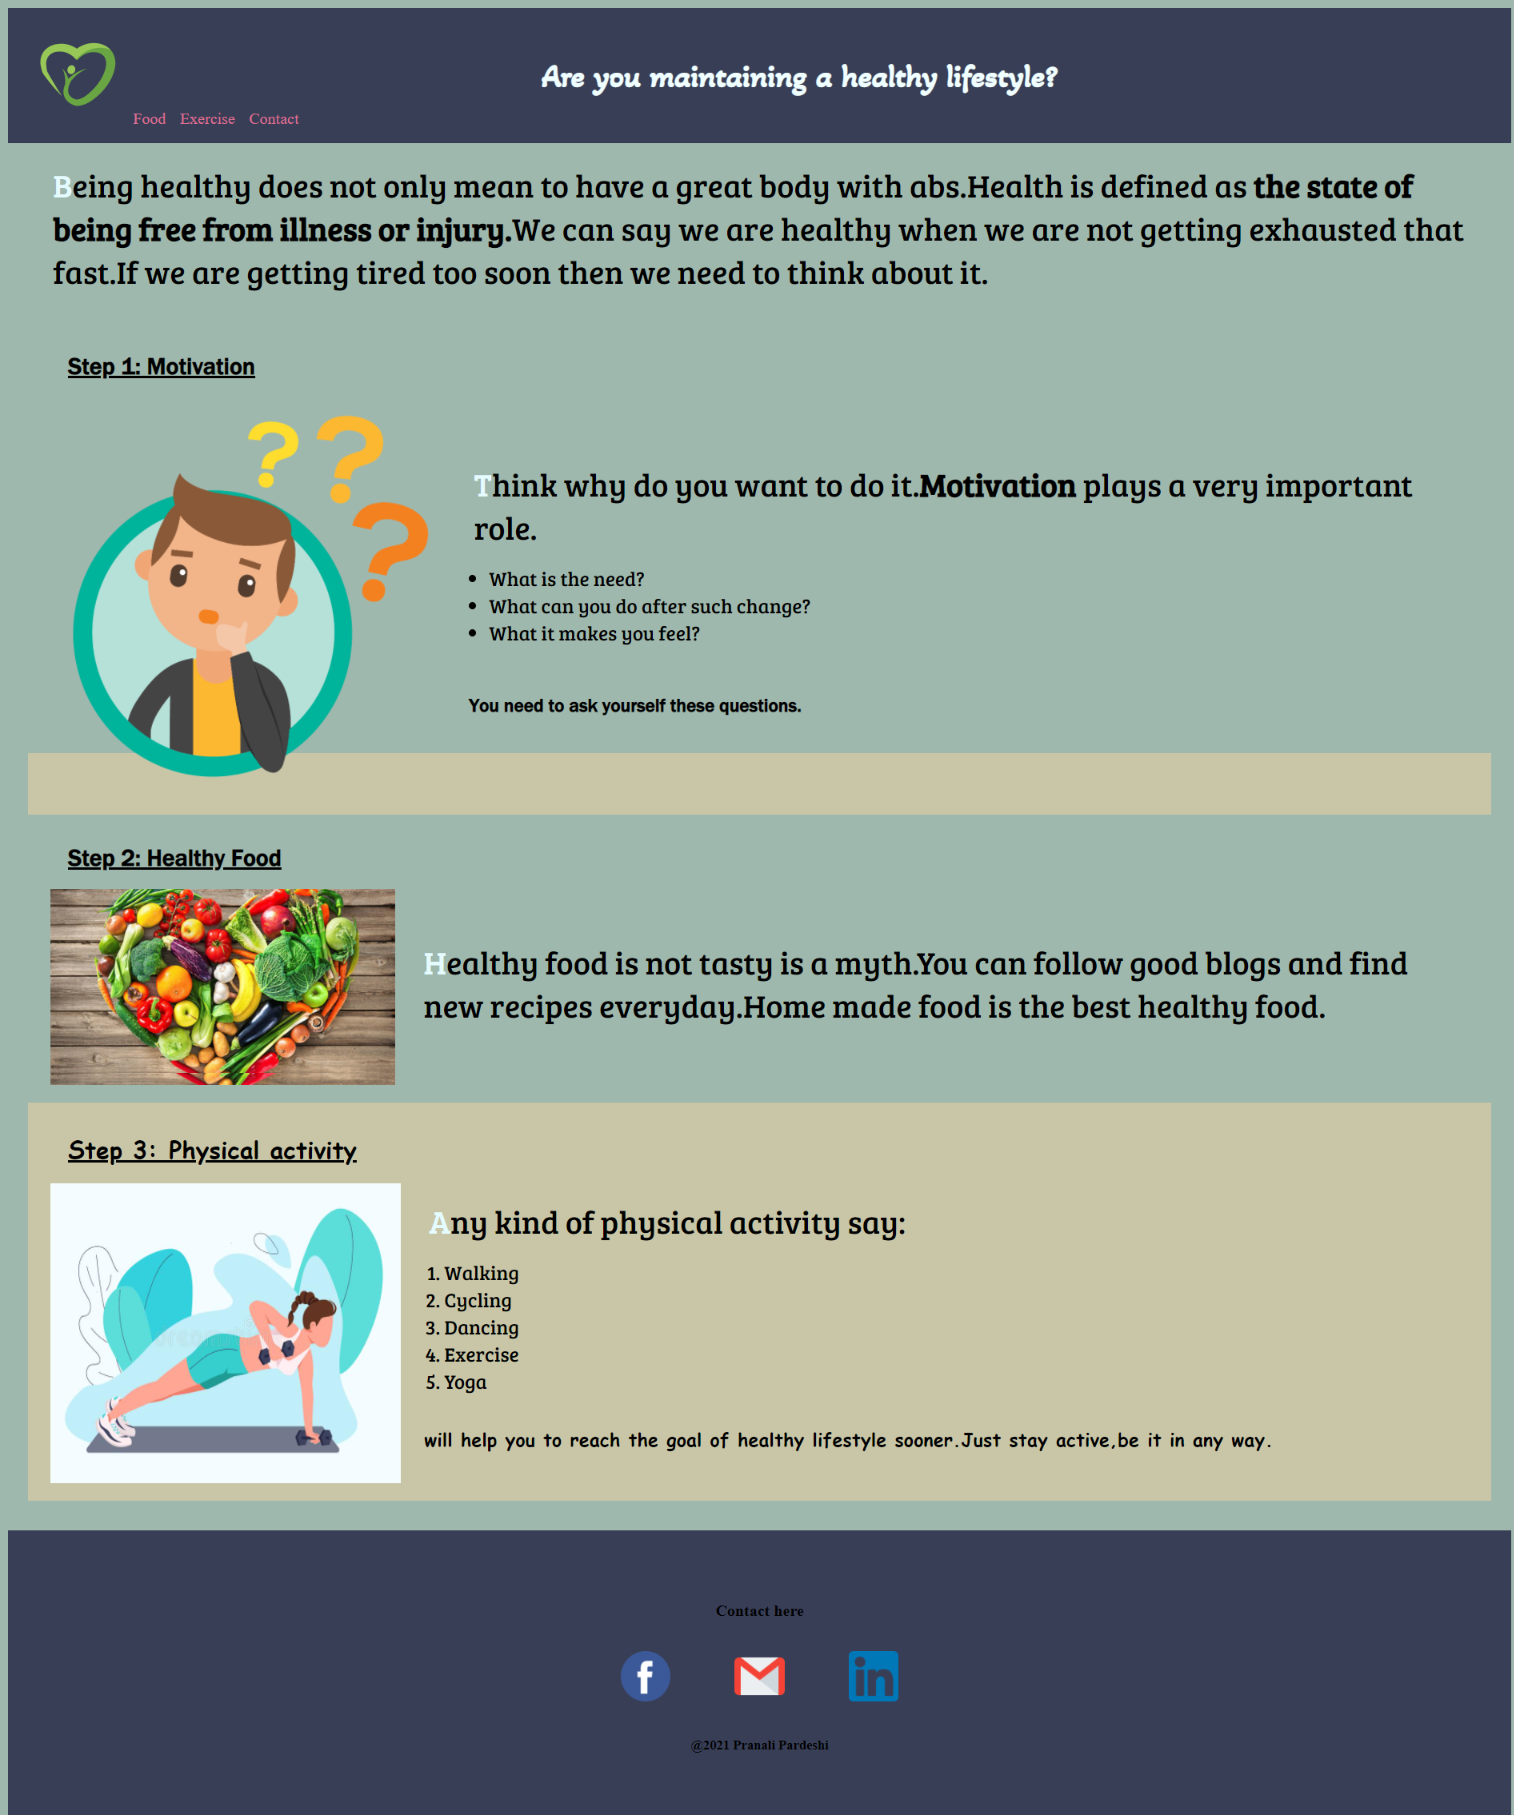 Are you maintaining a healthy lifestyle?
Food Exercise Contact
Being healthy does not only mean to have a great body with abs.Health is defined as the state of
being free from illness or injury.We can say we are healthy when we are not getting exhausted that
fast.If we are getting tired too soon then we need to think about it.
Step 1: Motivation
? ? ?
Think why do you want to do it.Motivation plays a very important
role.
• What is the need?
• What can you do after such change?
• What it makes you feel?
You need to ask yourself these questions.
Step 2: Healthy Food
Healthy food is not tasty is a myth.You can follow good blogs and find
new recipes everyday.Home made food is the best healthy food.
Step 3: Physical activity
Any kind of physical activity say:
1. Walking
2. Cycling
3. Dancing
4. Exercise
5. Yoga
will help you to reach the goal of healthy lifestyle sooner.Just stay active,be it in any way.
Contact here
f M in
@2021 Pranali Pardeshi